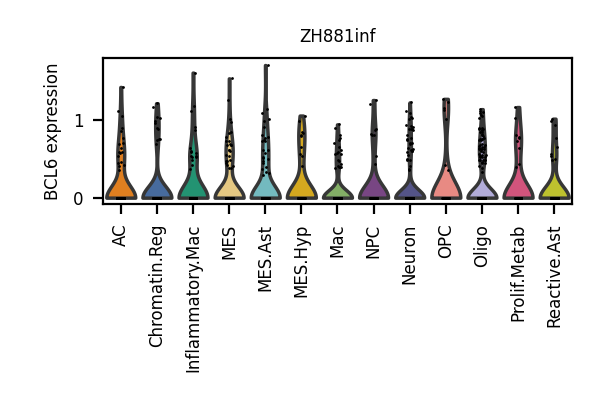 ZH881inf
BCL6 expression
1
0
AC
Chromatin.Reg
Inflammatory.Mac
MES
MES.Ast
MES.Hyp
Mac
NPC
Neuron
OPC
Oligo
Prolif.Metab
Reactive.Ast